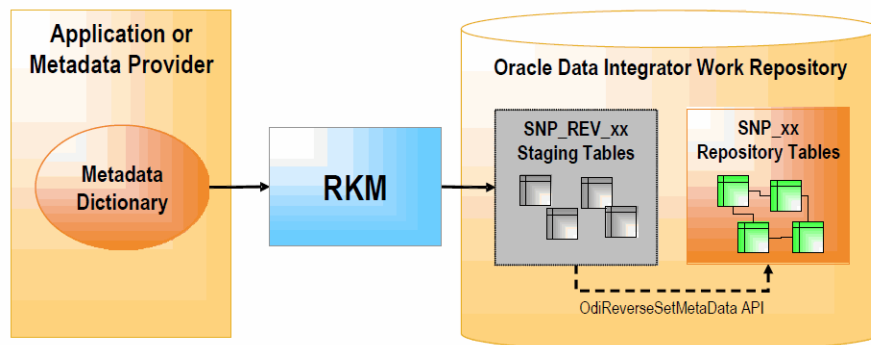 Application or
Metadata Provider
Metadata
Dictionary
RKM
Oracle Data Integrator Work Repository
SNP_REV_xx
Staging Tables
SNP_xx
Repository Tables
OdiReverseSetMetaData API